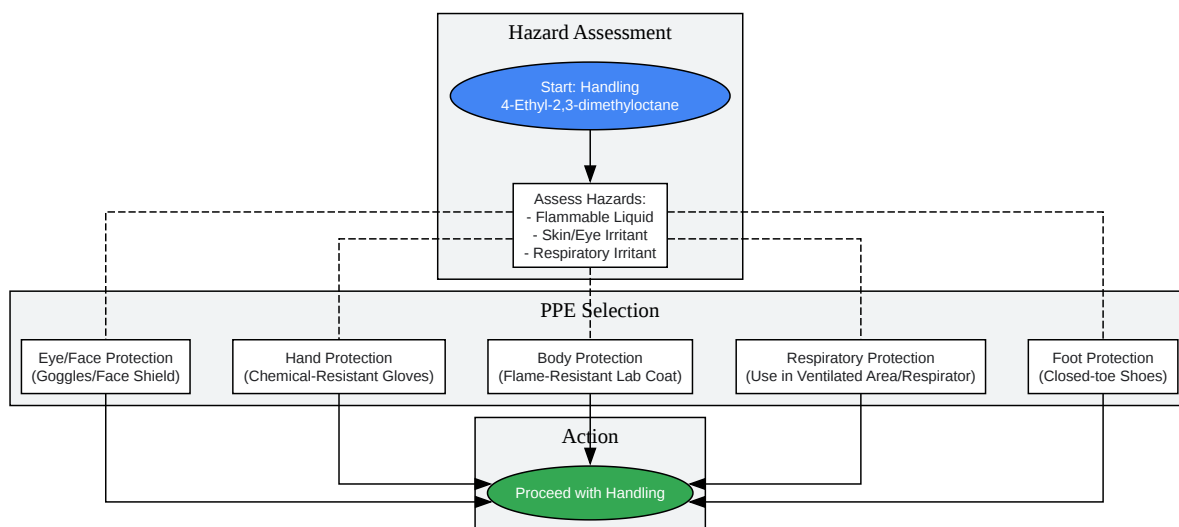 Hazard Assessment
Start: Handling
4-Ethyl-2,3-dimethyloctane
Assess Hazards:
- Flammable Liquid
- Skin/Eye Irritant
- Respiratory Irritant
PPE Selection
Eye/Face Protection
(Goggles/Face Shield)
Hand Protection
(Chemical-Resistant Gloves)
Body Protection
(Flame-Resistant Lab Coat)
Respiratory Protection
(Use in Ventilated Area/Respirator)
Foot Protection
(Closed-toe Shoes)
Action
Proceed with Handling